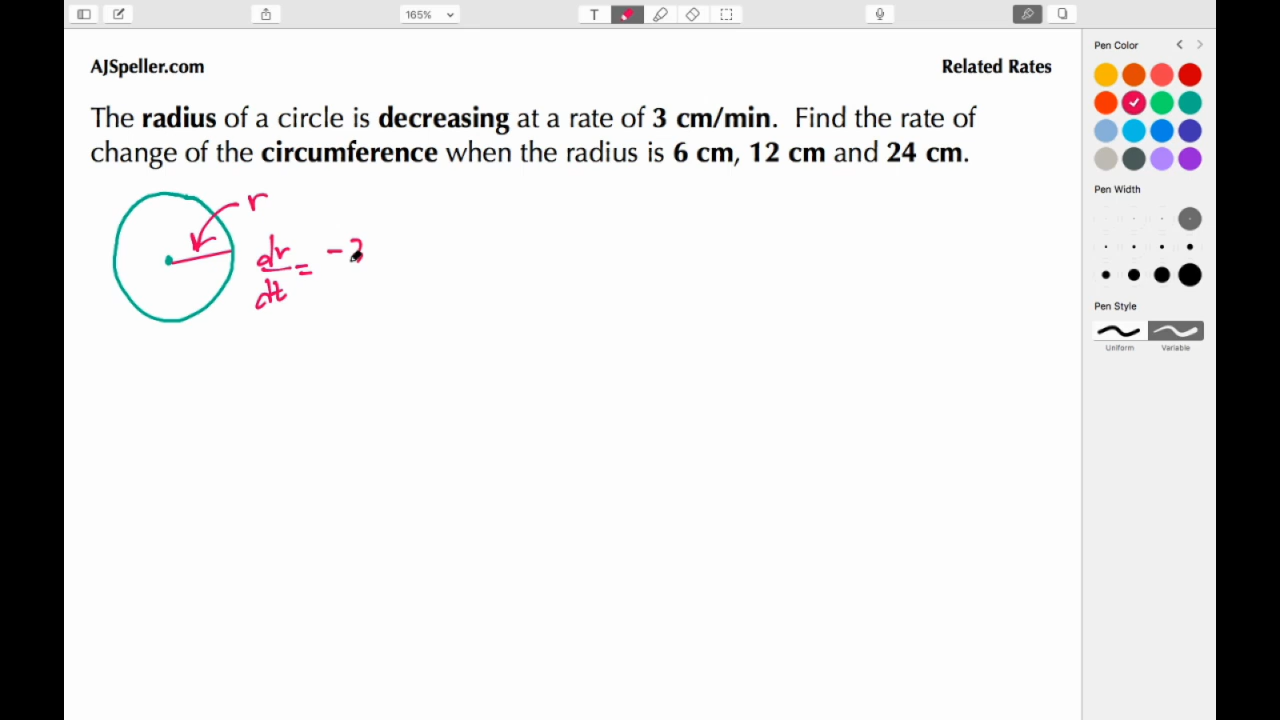 165%
T
Pen Color
AJSpeller.com
Related Rates
The radius of a circle is decreasing at a rate of 3 cm/min. Find the rate of
change of the circumference when the radius is 6 cm, 12 cm and 24 cm.
r
dr
dt
= -
Pen Width
Pen Style
Uniform
Variable